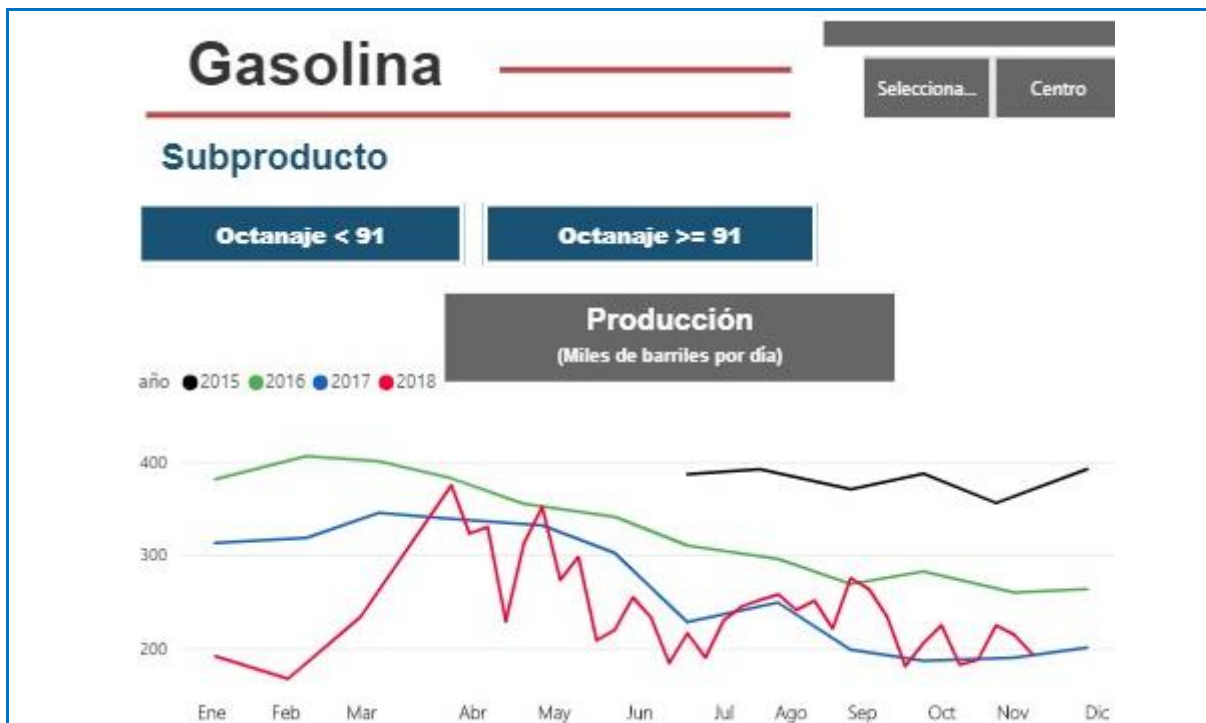 Gasolina
Selecciona... Centro
Subproducto
Octanaje < 91 Octanaje >= 91
Producción
(Miles de barriles por día)
año 2015 2016 2017 2018
400
300
200
Ene Feb Mar Abr May Jun Jul Ago Sep Oct Nov Dic